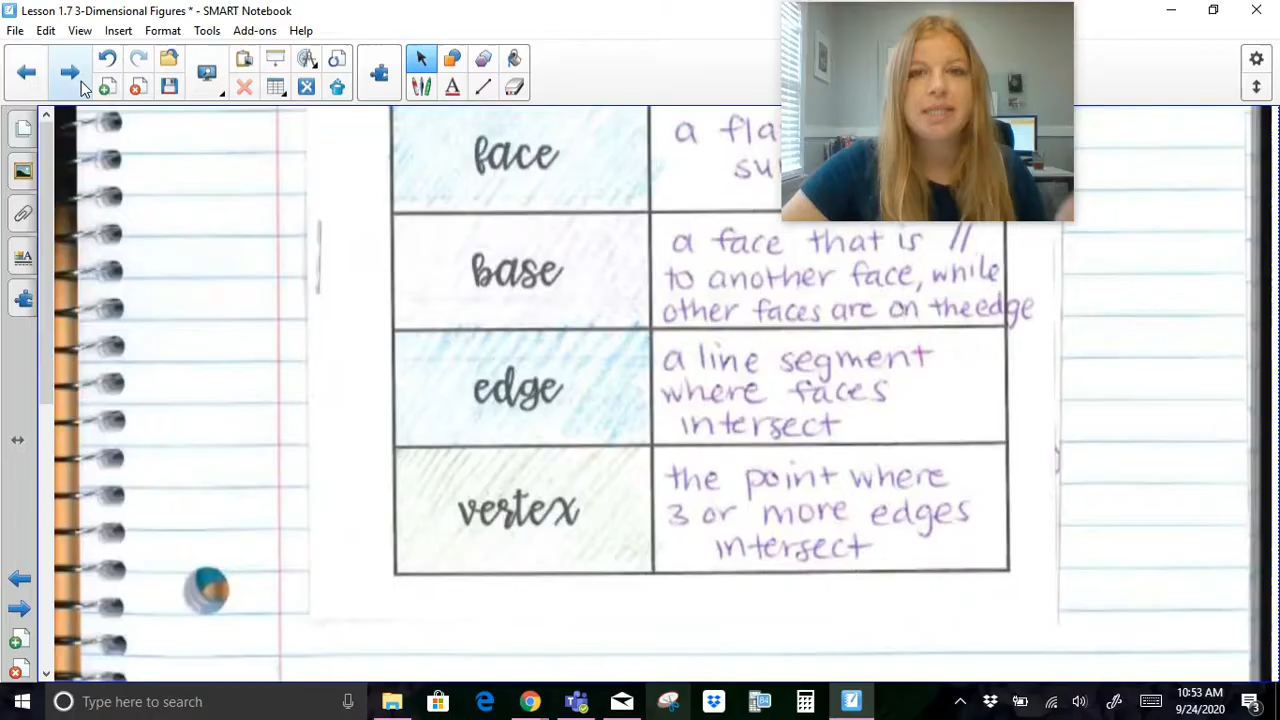 Lesson 1.7 3-Dimensional Figures * - SMART Notebook
File Edit View Insert Format Tools Add-ons Help
face
a
base
a face that is //
to another face, while
other faces are on the edge
edge
a line segment
where faces
intersect
vertex
the point where
3 or more edges
intersect
Type here to search
10:53 AM
9/24/2020
3